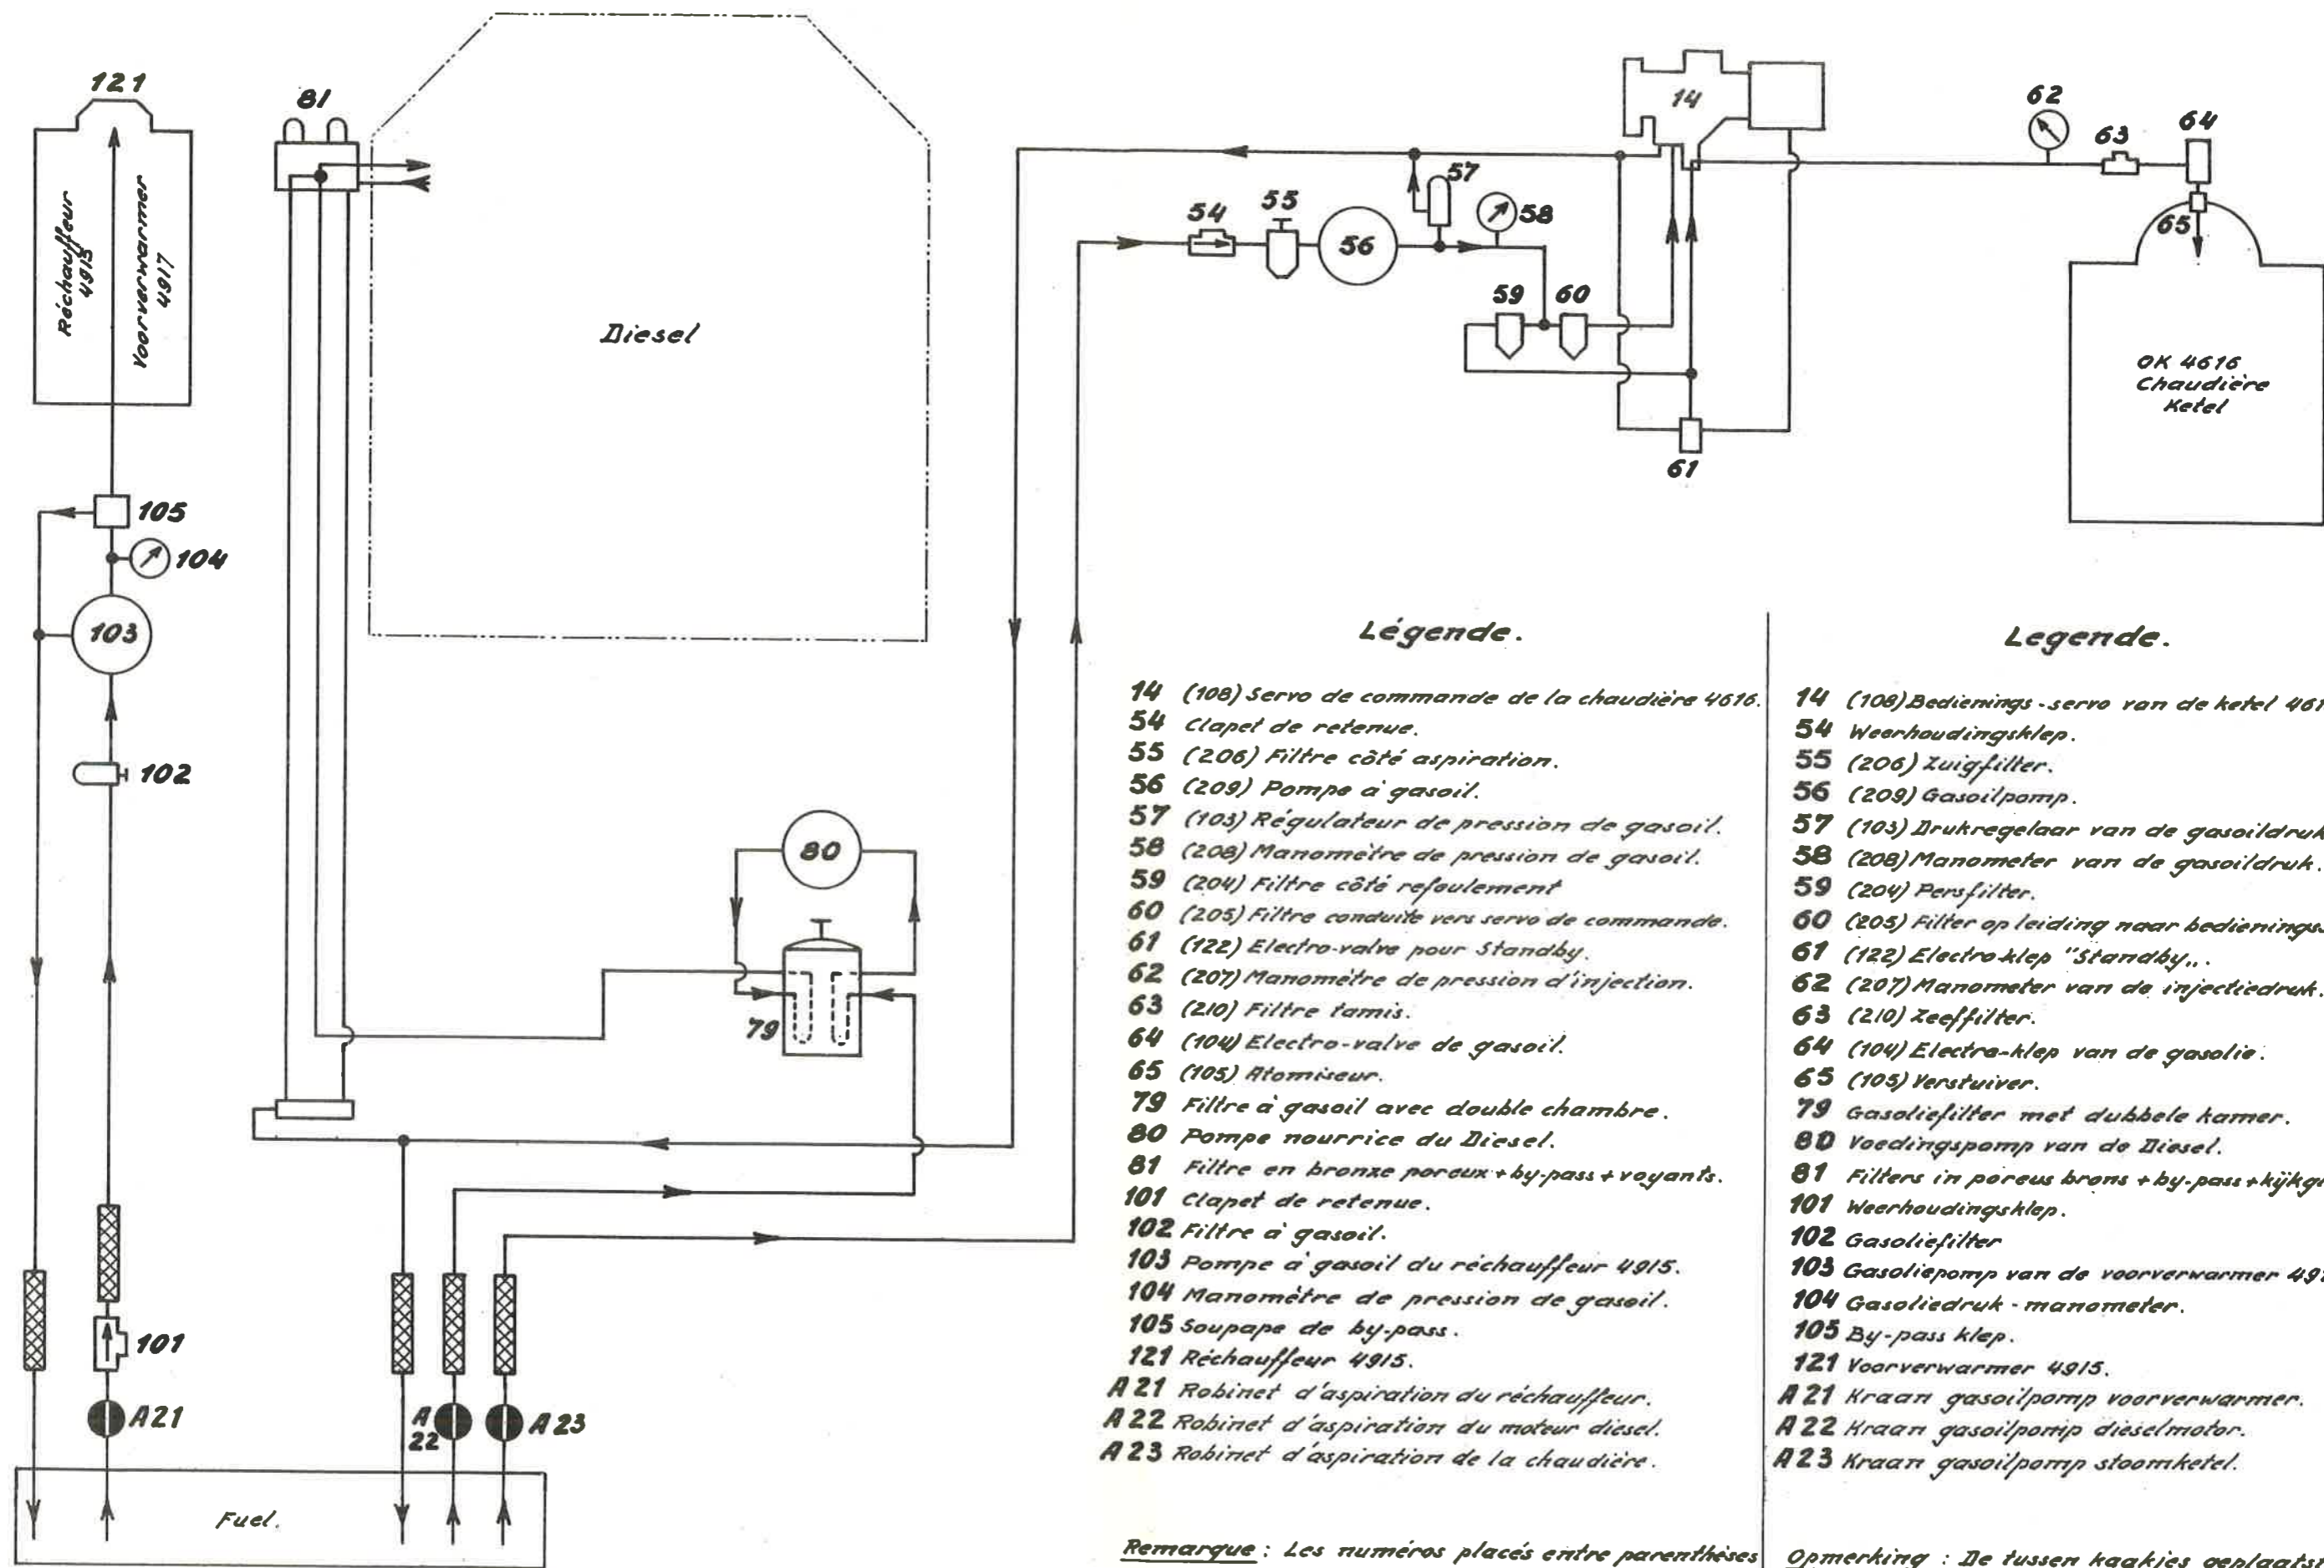 121
81
Réchauffeur
4915
Voorverwarmer
4917
105
104
103
102
101
A21
Diesel
80
79
A
22
A23
Fuel.
14
54
55
56
57
58
59
60
61
62
63
64
65
OK 4616
Chaudière
Ketel
Légende.
14 (108) Servo de commande de la chaudière 4616.
54 Clapet de retenue.
55 (206) Filtre côté aspiration.
56 (209) Pompe à gasoil.
57 (103) Régulateur de pression de gasoil.
58 (208) Manomètre de pression de gasoil.
59 (204) Filtre côté refoulement
60 (205) Filtre conduite vers servo de commande.
61 (122) Electro-valve pour Standby.
62 (207) Manomètre de pression d'injection.
63 (210) Filtre tamis.
64 (104) Electro-valve de gasoil.
65 (105) Atomiseur.
79 Filtre à gasoil avec double chambre.
80 Pompe nourrice du Diesel.
81 Filtre en bronze poreux + by-pass + voyants.
101 Clapet de retenue.
102 Filtre à gasoil.
103 Pompe à gasoil du réchauffeur 4915.
104 Manomètre de pression de gasoil.
105 Soupape de by-pass.
121 Réchauffeur 4915.
A21 Robinet d'aspiration du réchauffeur.
A22 Robinet d'aspiration du moteur diesel.
A23 Robinet d'aspiration de la chaudière.
Remarque : Les numéros placés entre parenthèses
Legende.
14 (108) Bedienings-servo van de ketel 461
54 Weerhoudingsklep.
55 (206) Zuigfilter.
56 (209) Gasoilpomp.
57 (103) Drukregelaar van de gasoildruk
58 (208) Manometer van de gasoildruk.
59 (204) Persfilter.
60 (205) Filter op leiding naar bedienings
61 (122) Electro-klep "Standby„.
62 (207) Manometer van de injectiedruk.
63 (210) Zeeffilter.
64 (104) Electro-klep van de gasolie.
65 (105) Verstuiver.
79 Gasoliefilter met dubbele kamer.
80 Voedingspomp van de Diesel.
81 Filters in poreus brons + by-pass +
101 Weerhoudingsklep.
102 Gasoliefilter
103 Gasoliepomp van de voorverwarmer 49
104 Gasoliedruk - manometer.
105 By-pass klep.
121 Voorverwarmer 4915.
A21 Kraan gasoilpomp voorverwarmer.
A22 Kraan gasoilpomp dieselmotor.
A23 Kraan gasoilpomp stoomketel.
Opmerking : De tussen haakjes